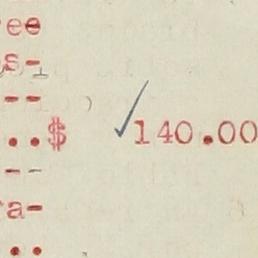 ee
s-
--
..$ ✓140.00
--
a-
..